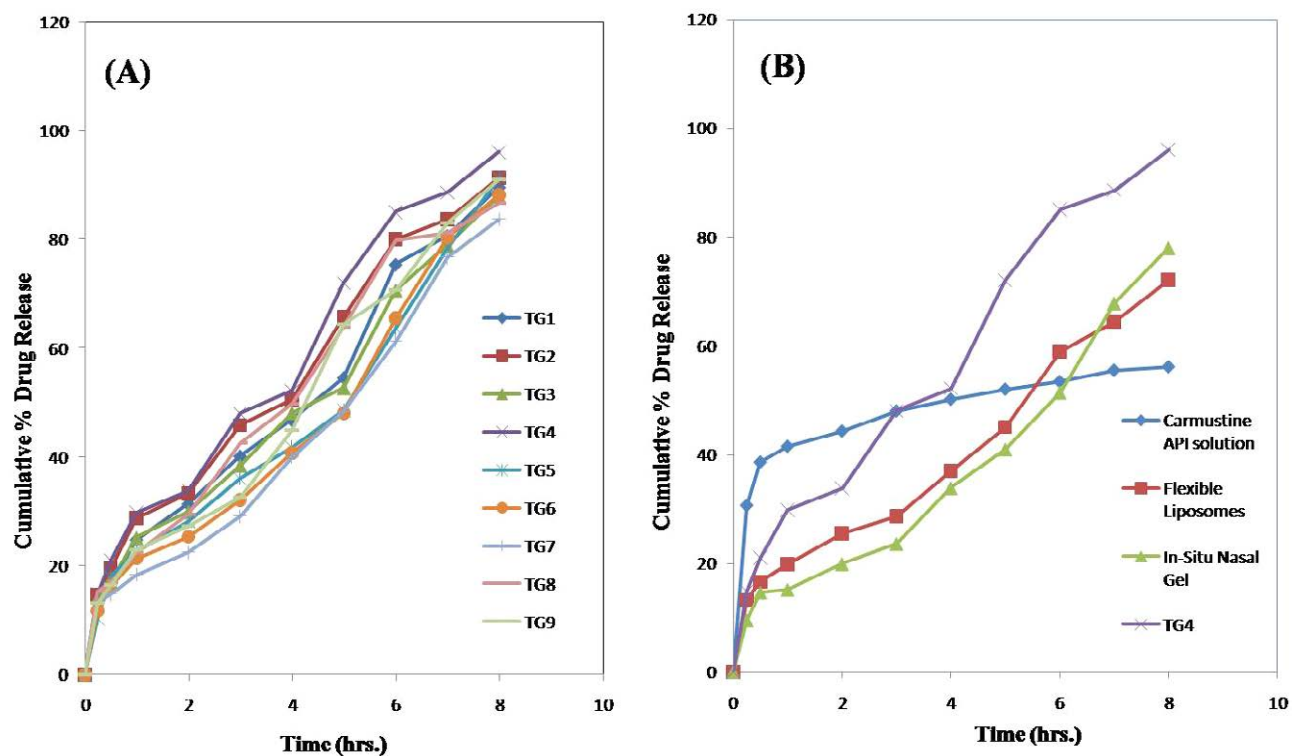 120
100
80
60
40
20
0
0
2
4
6
8
10
Cumulative % Drug Release
Time (hrs.)
(A)
TG1
TG2
TG3
TG4
TG5
TG6
TG7
TG8
TG9
120
100
80
60
40
20
0
0
2
4
6
8
10
Cumulative % Drug Release
Time (hrs.)
(B)
Carmustine
API solution
Flexible
Liposomes
In-Situ Nasal
Gel
TG4